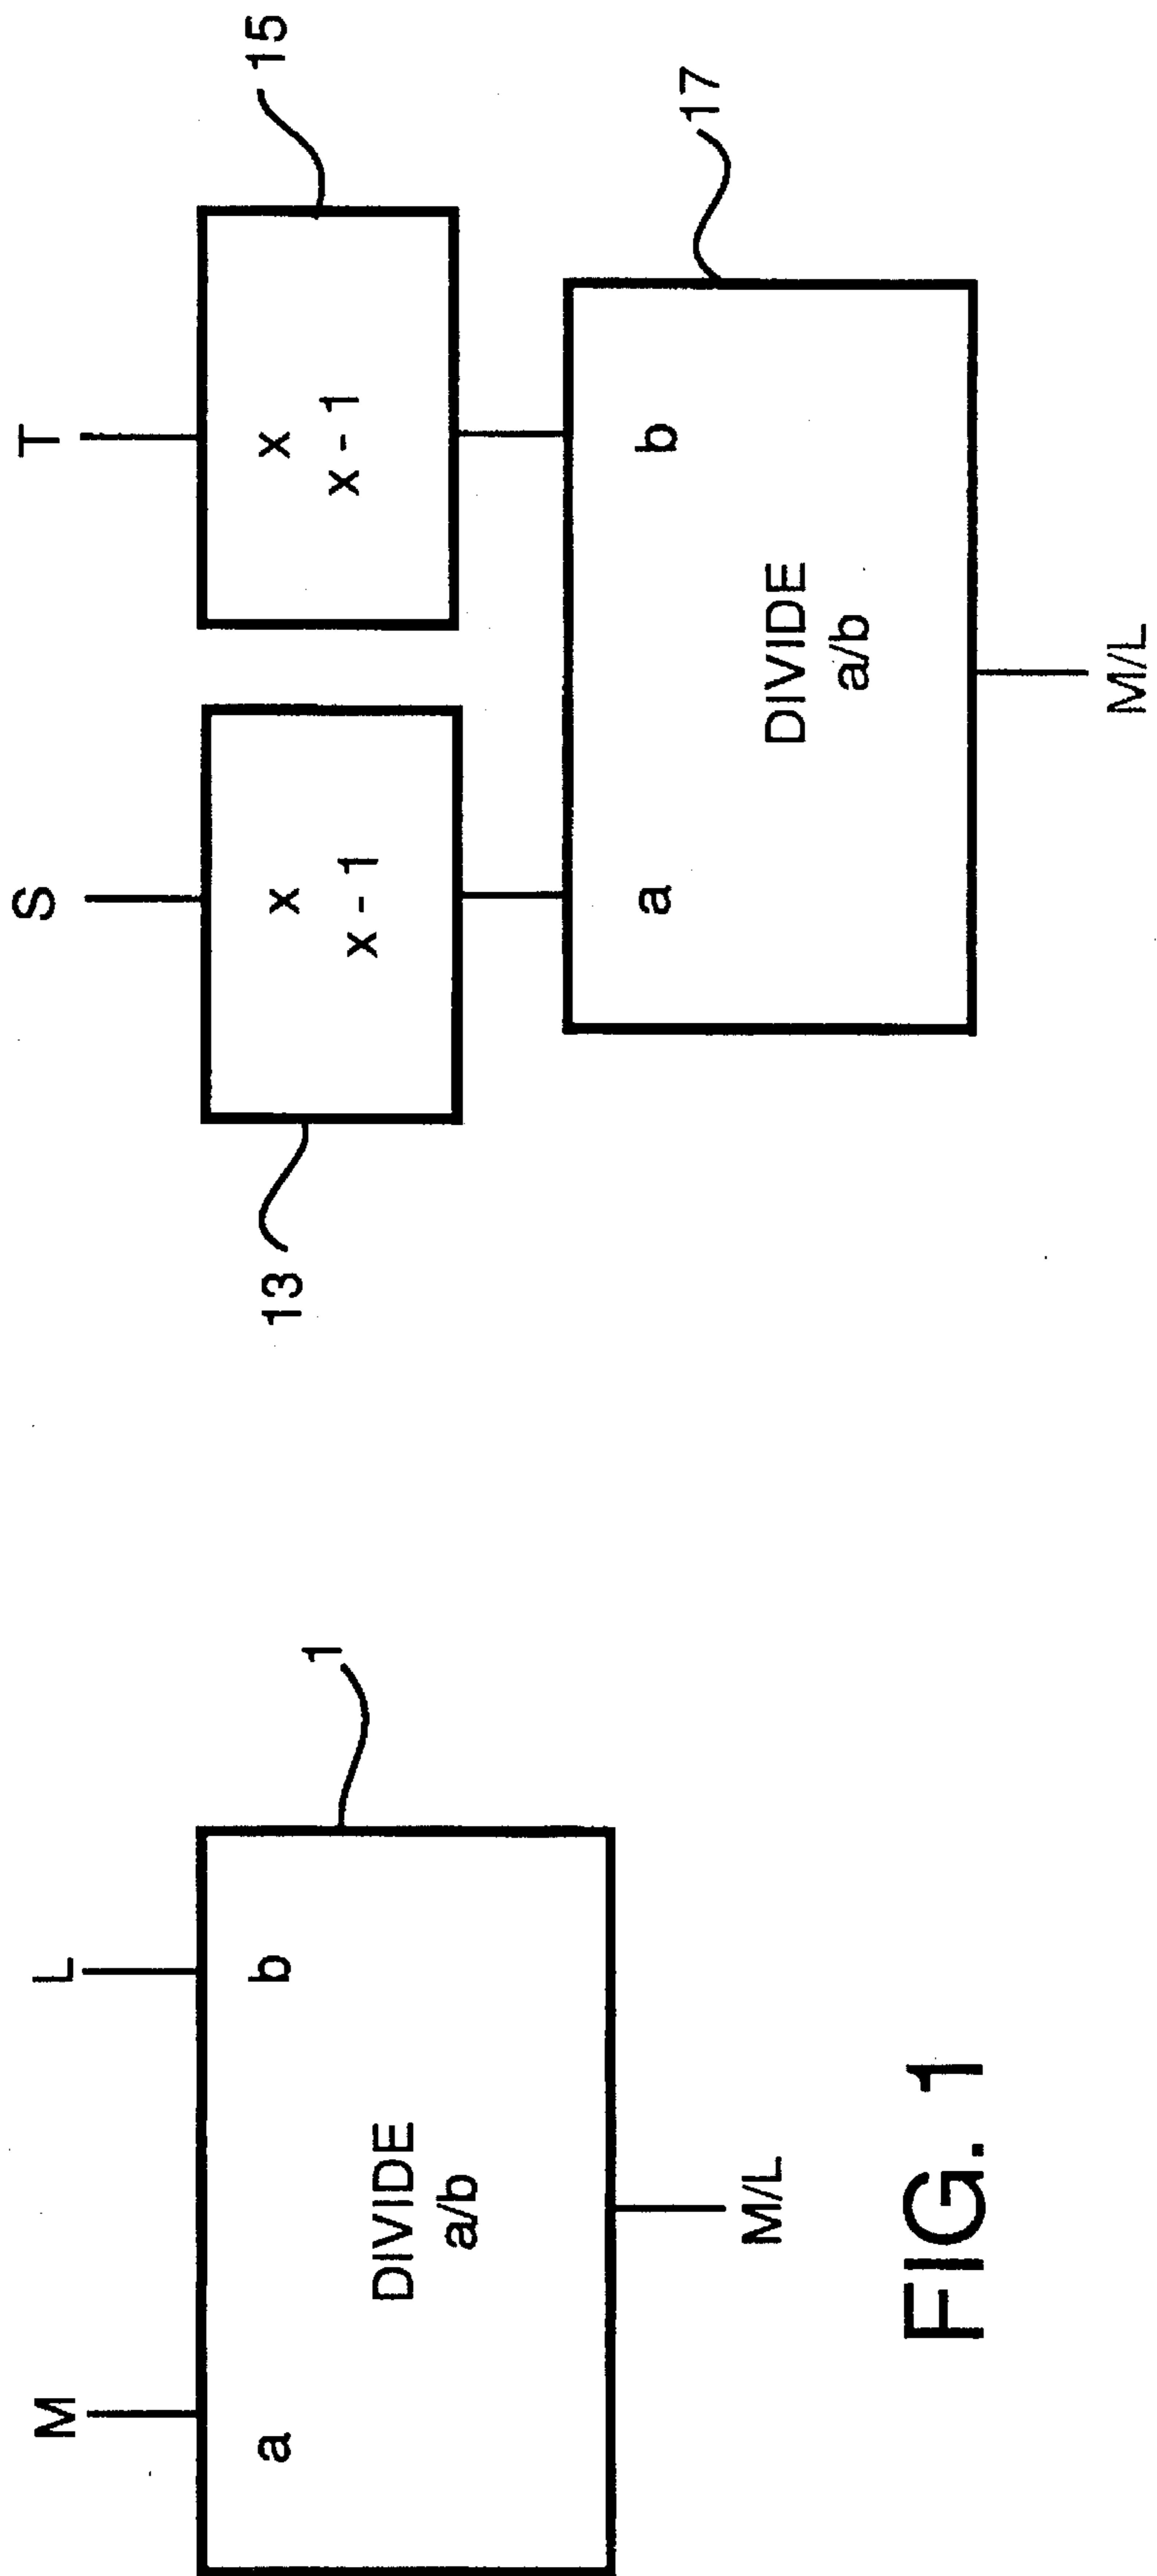 M
L
a
b
DIVIDE
a/b
1
M/L
FIG. 1
S
T
x
x - 1
13
x
x - 1
15
a
b
DIVIDE
a/b
17
M/L